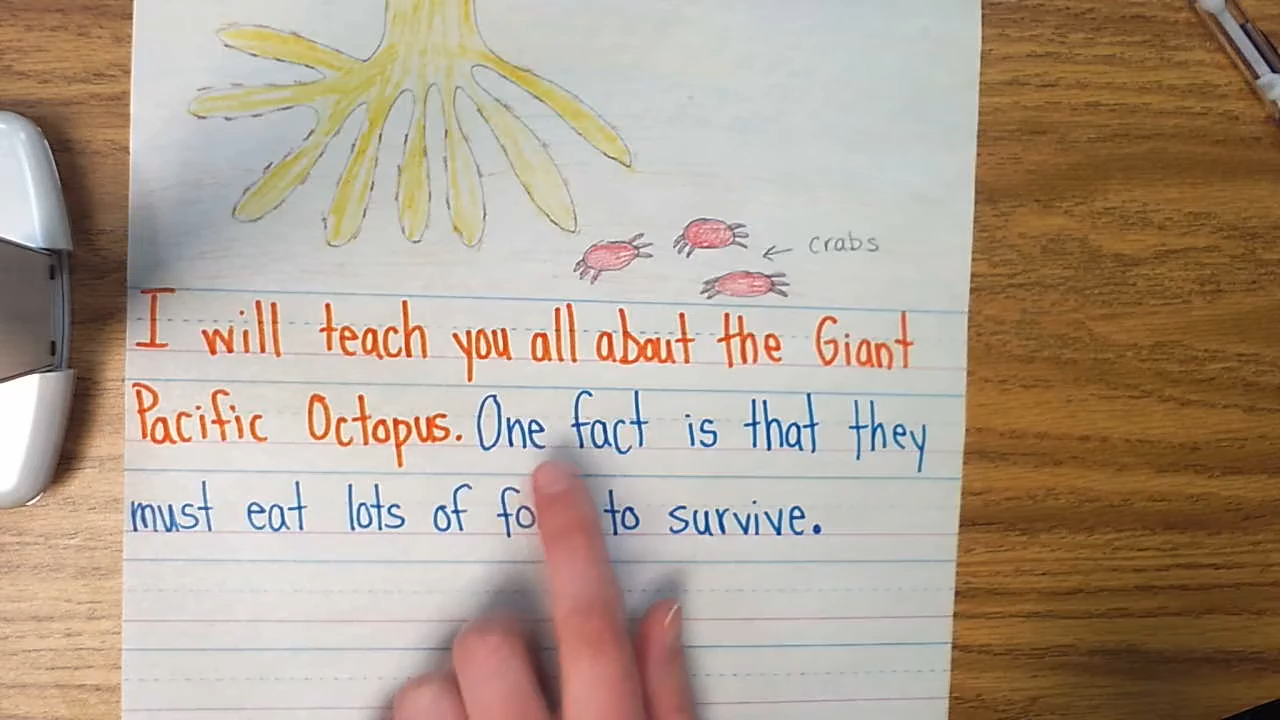 crabs
I will teach you all about the Giant
Pacific Octopus. One fact is that they
must eat lots of to survive.